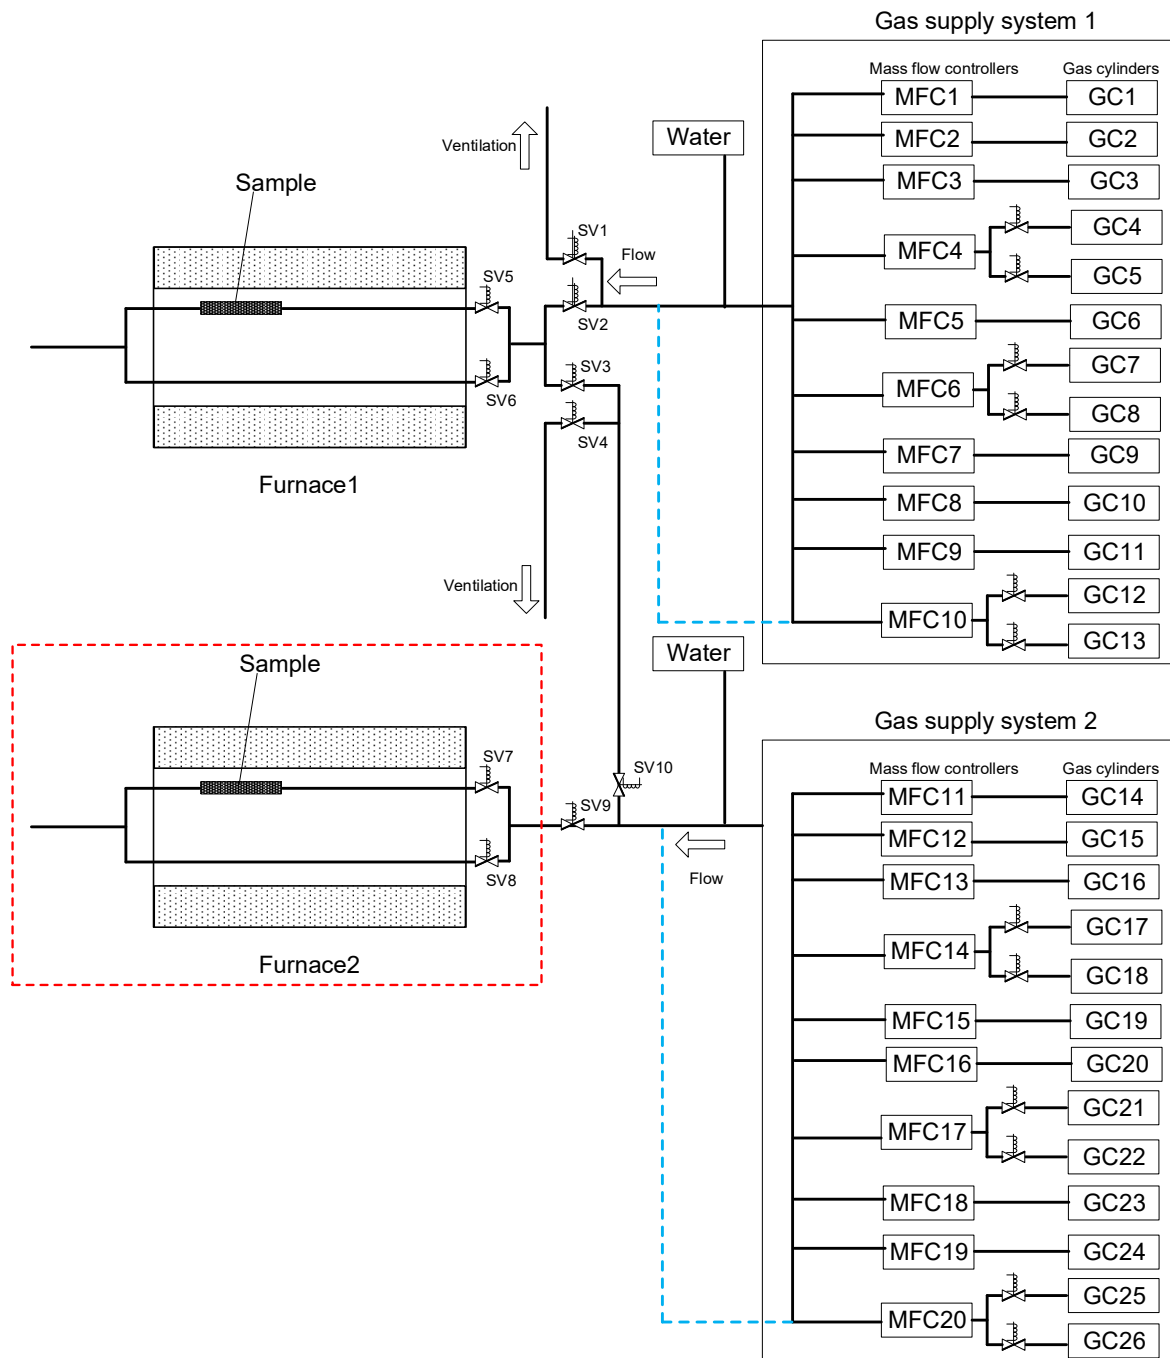 Gas supply system 1
Mass flow controllers
Gas cylinders
MFC1
GC1
MFC2
GC2
MFC3
GC3
MFC4
GC4
GC5
MFC5
GC6
MFC6
GC7
GC8
MFC7
GC9
MFC8
GC10
MFC9
GC11
MFC10
GC12
GC13
Water
Ventilation
Sample
SV1
Flow
SV5
SV2
SV3
SV6
SV4
Furnace1
Ventilation
Water
Sample
SV7
SV10
SV9
SV8
Flow
Furnace2
Gas supply system 2
Mass flow controllers
Gas cylinders
MFC11
GC14
MFC12
GC15
MFC13
GC16
MFC14
GC17
GC18
MFC15
GC19
MFC16
GC20
MFC17
GC21
GC22
MFC18
GC23
MFC19
GC24
MFC20
GC25
GC26